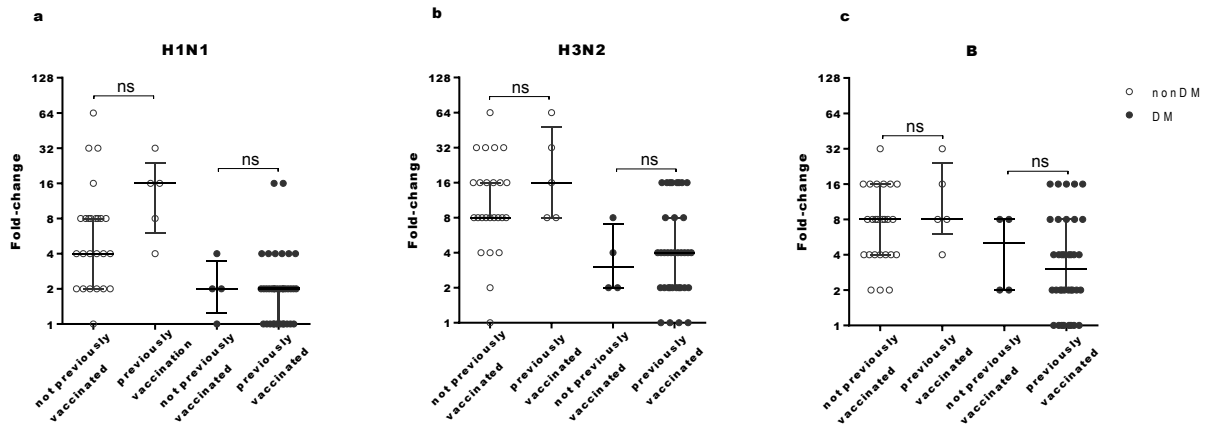 a
H1N1
Fold-change
128
64
32
16
8
4
2
1
ns
ns
not previously
vaccinated
previously
vaccination
not previously
vaccinated
previously
vaccinated
b
H3N2
Fold-change
128
64
32
16
8
4
2
1
ns
ns
not previously
vaccinated
previously
vaccinated
not previously
vaccinated
previously
vaccinated
c
B
Fold-change
128
64
32
16
8
4
2
1
ns
ns
not previously
vaccinated
previously
vaccinated
not previously
vaccinated
previously
vaccinated
nonDM
DM